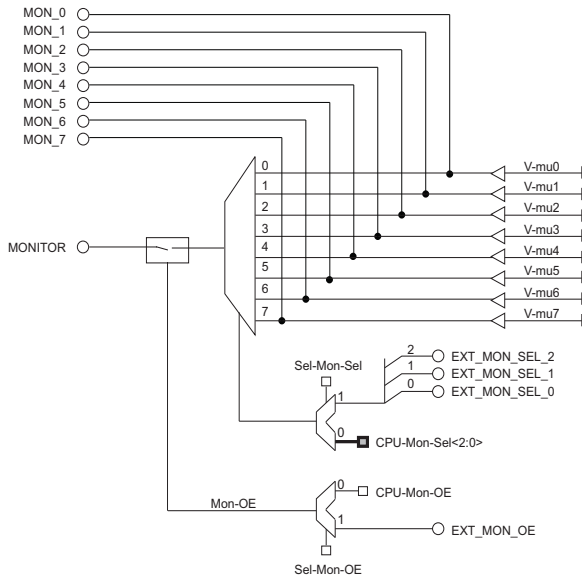 MON_0
MON_1
MON_2
MON_3
MON_4
MON_5
MON_6
MON_7
0 V-mu0
1 V-mu1
2 V-mu2
3 V-mu3
MONITOR
4 V-mu4
5 V-mu5
6 V-mu6
7 V-mu7
Sel-Mon-Sel
2 EXT_MON_SEL_2
1 EXT_MON_SEL_1
0 EXT_MON_SEL_0
1
0
CPU-Mon-Sel<2:0>
0 CPU-Mon-OE
Mon-OE
1 EXT_MON_OE
Sel-Mon-OE